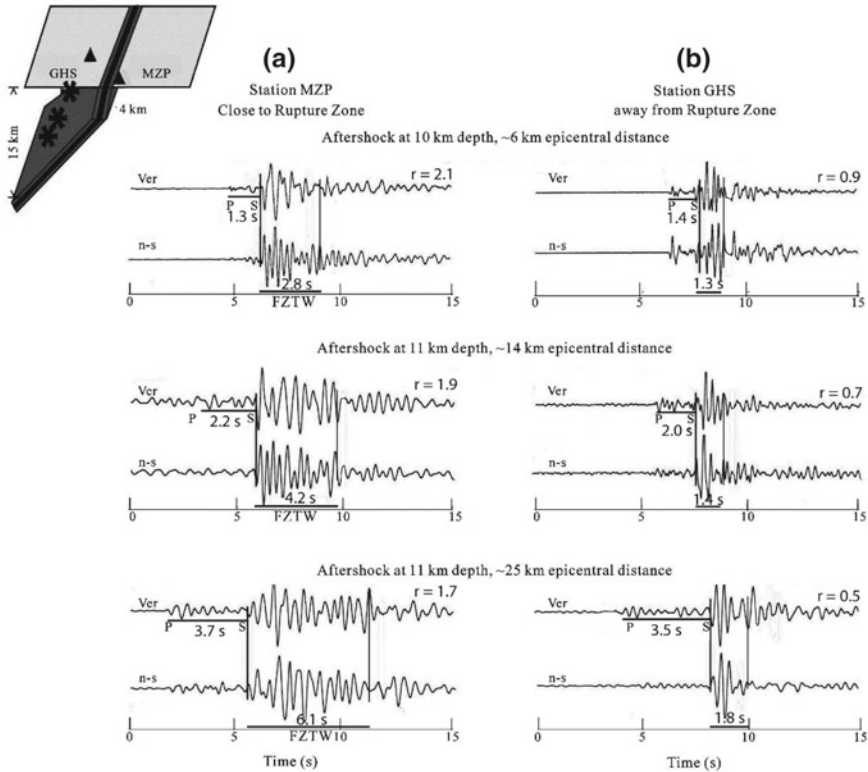 GHS MZP
4 km
15 km
(a)
Station MZP
Close to Rupture Zone
(b)
Station GHS
away from Rupture Zone
Aftershock at 10 km depth, ~6 km epicentral distance
Ver
r = 2.1
P S
1.3 s
n-s
2.8 s
FZTW
0 5 10 15
Ver
r = 0.9
P S
1.4 s
n-s
1.3 s
0 5 10 15
Aftershock at 11 km depth, ~14 km epicentral distance
Ver
r = 1.9
P S
2.2 s
n-s
4.2 s
FZTW
0 5 10 15
Ver
r = 0.7
P S
2.0 s
n-s
1.4 s
0 5 10 15
Aftershock at 11 km depth, ~25 km epicentral distance
Ver
r = 1.7
P S
3.7 s
n-s
6.1 s
FZTW
0 5 10 15
Time (s)
Ver
r = 0.5
P S
3.5 s
n-s
1.8 s
0 5 10 15
Time (s)